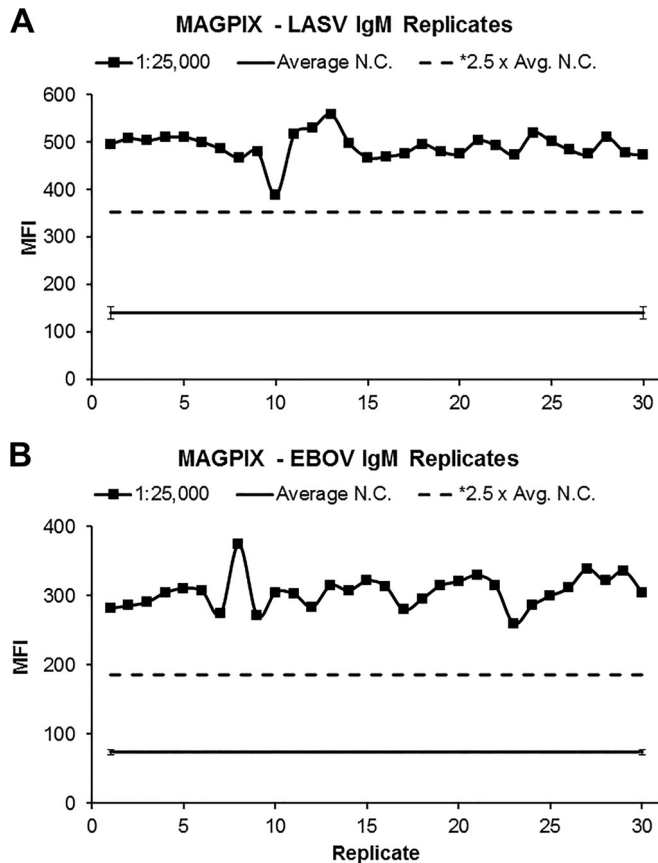 A
MAGPIX - LASV IgM Replicates
1:25,000 Average N.C. *2.5 x Avg. N.C.
600
500
400
300
200
100
0
MFI
0 5 10 15 20 25 30
B
MAGPIX - EBOV IgM Replicates
1:25,000 Average N.C. *2.5 x Avg. N.C.
400
300
200
100
0
MFI
0 5 10 15 20 25 30
Replicate